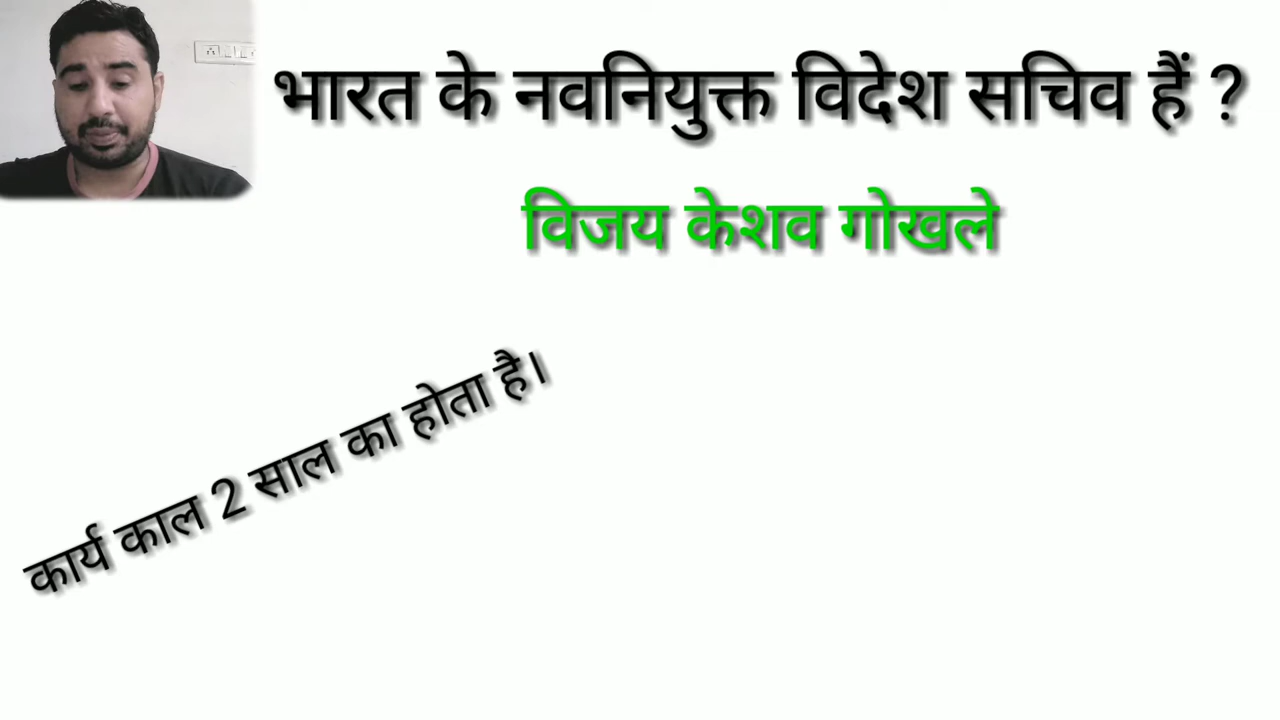 भारत के नवनियुक्त विदेश सचिव हैं ?
विजय केशव गोखले
कार्य काल 2 साल का होता है।